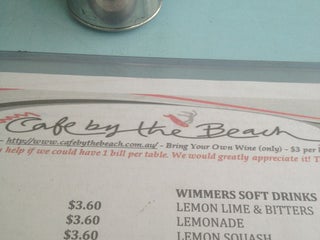 Cafe by the Beach
http://www.cafebythebeach.com.au/ - Bring Your Own Wine (only) - $3 per
help if we could have 1 bill per table. We would greatly appreciate it!
WIMMERS SOFT DRINKS
$3.60 LEMON LIME & BITTERS
$3.60 LEMONADE
$3.60 LEMON SQUASH